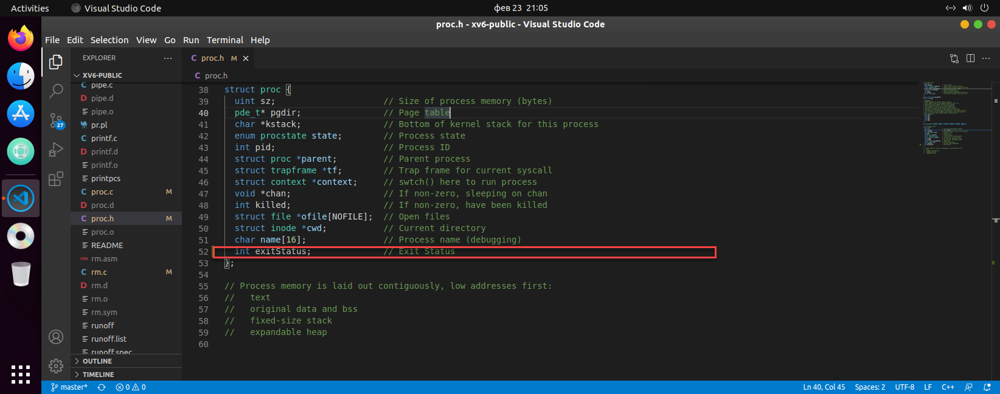 Activities
Visual Studio Code
фев 23 21:05
proc.h - xv6-public - Visual Studio Code
File Edit Selection View Go Run Terminal Help
EXPLORER
XV6-PUBLIC
C pipe.c
D pipe.d
pipe.o
pr.pl
C printf.c
D printf.d
printf.o
printpcs
C proc.c M
D proc.d
C proc.h M
proc.o
README
ASM rm.asm
C rm.c M
D rm.d
rm.o
rm.sym
runoff
runoff.list
runoff.spec
OUTLINE
TIMELINE
27
C proc.h M
C proc.h
38 struct proc {
39 uint sz; // Size of process memory (bytes)
40 pde_t* pgdir; // Page table
41 char *kstack; // Bottom of kernel stack for this process
42 enum procstate state; // Process state
43 int pid; // Process ID
44 struct proc *parent; // Parent process
45 struct trapframe *tf; // Trap frame for current syscall
46 struct context *context; // swtch() here to run process
47 void *chan; // If non-zero, sleeping on chan
48 int killed; // If non-zero, have been killed
49 struct file *ofile[NOFILE]; // Open files
50 struct inode *cwd; // Current directory
51 char name[16]; // Process name (debugging)
52 int exitStatus; // Exit Status
53 };
54
55 // Process memory is laid out contiguously, low addresses first:
56 // text
57 // original data and bss
58 // fixed-size stack
59 // expandable heap
60
master* 0 0
Ln 40, Col 45 Spaces: 2 UTF-8 LF C++